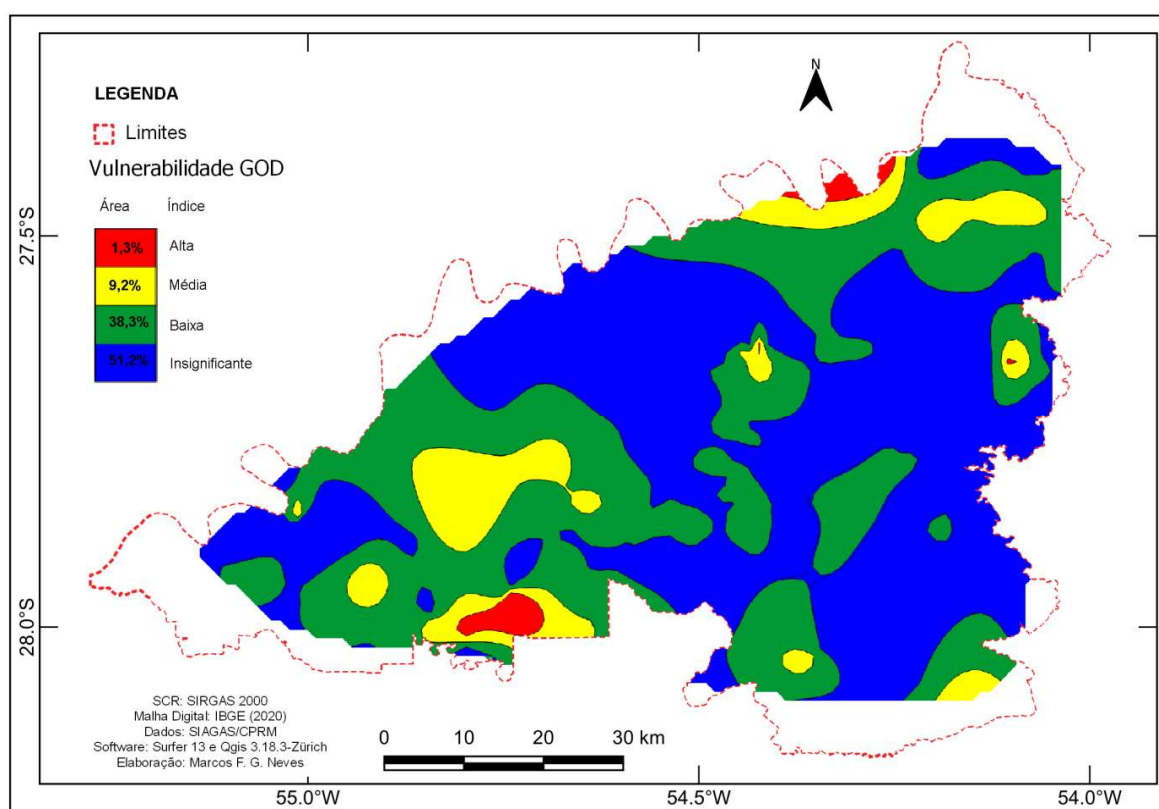 N
LEGENDA
Limites
Vulnerabilidade GOD
Área Índice
1,3% Alta
9,2% Média
38,3% Baixa
51,2% Insignificante
27.5°S
28.0°S
SCR: SIRGAS 2000
Malha Digital: IBGE (2020)
Dados: SIAGAS/CPRM
Software: Surfer 13 e Qgis 3.18.3-Zürich
Elaboração: Marcos F. G. Neves
0 10 20 30 km
55.0°W 54.5°W 54.0°W